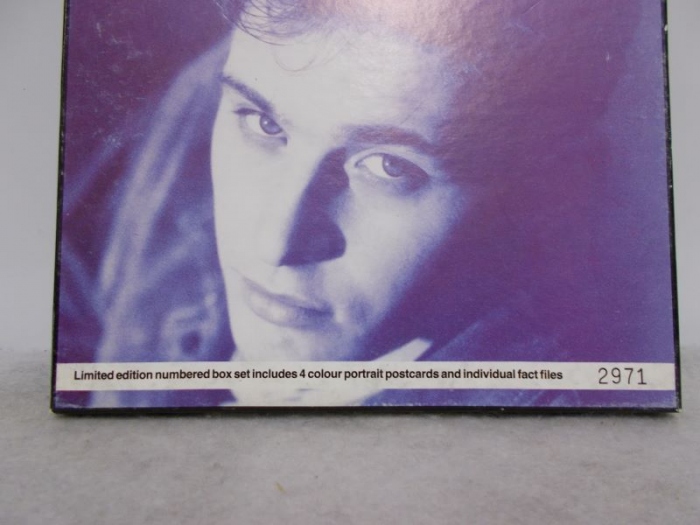 Limited edition numbered box set includes 4 colour portrait postcards and individual fact files 2971